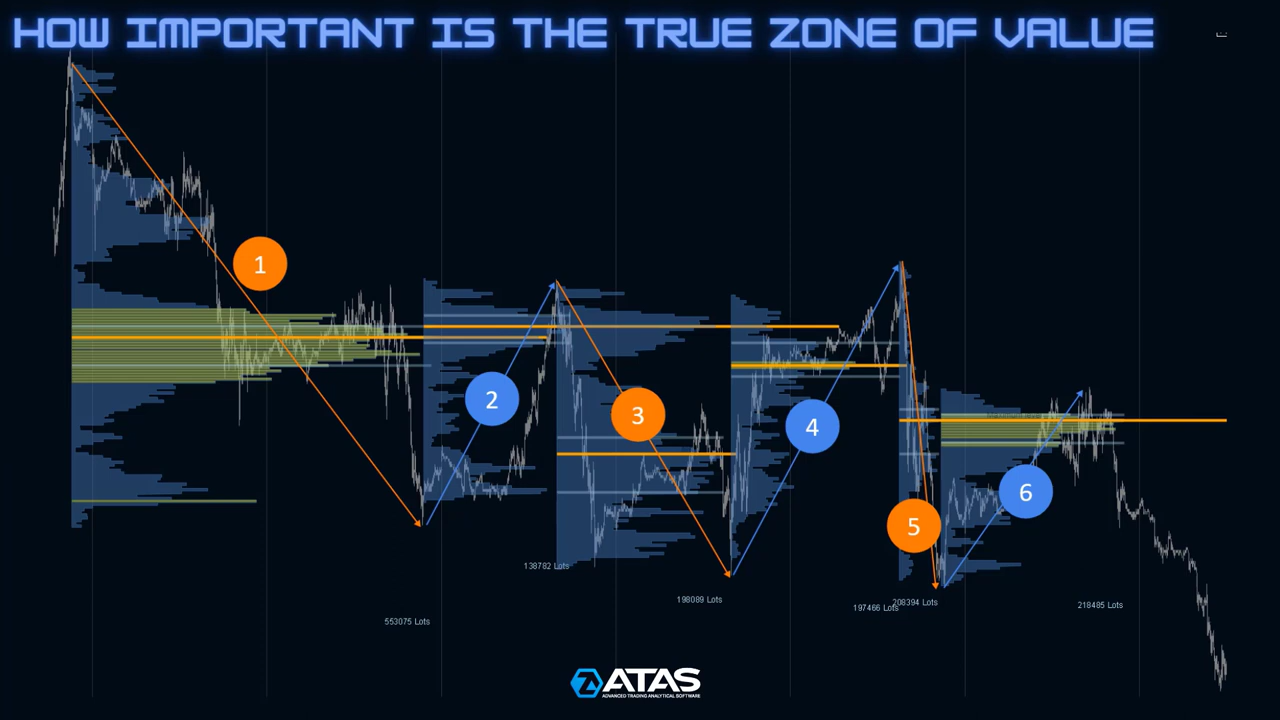 HOW IMPORTANT IS THE TRUE ZONE OF VALUE
1
2
3
4
5
6
138782 Lots
198089 Lots
197466 Lots
208394 Lots
218485 Lots
553075 Lots
ATAS
ADVANCED TRADING ANALYTICAL SOFTWARE